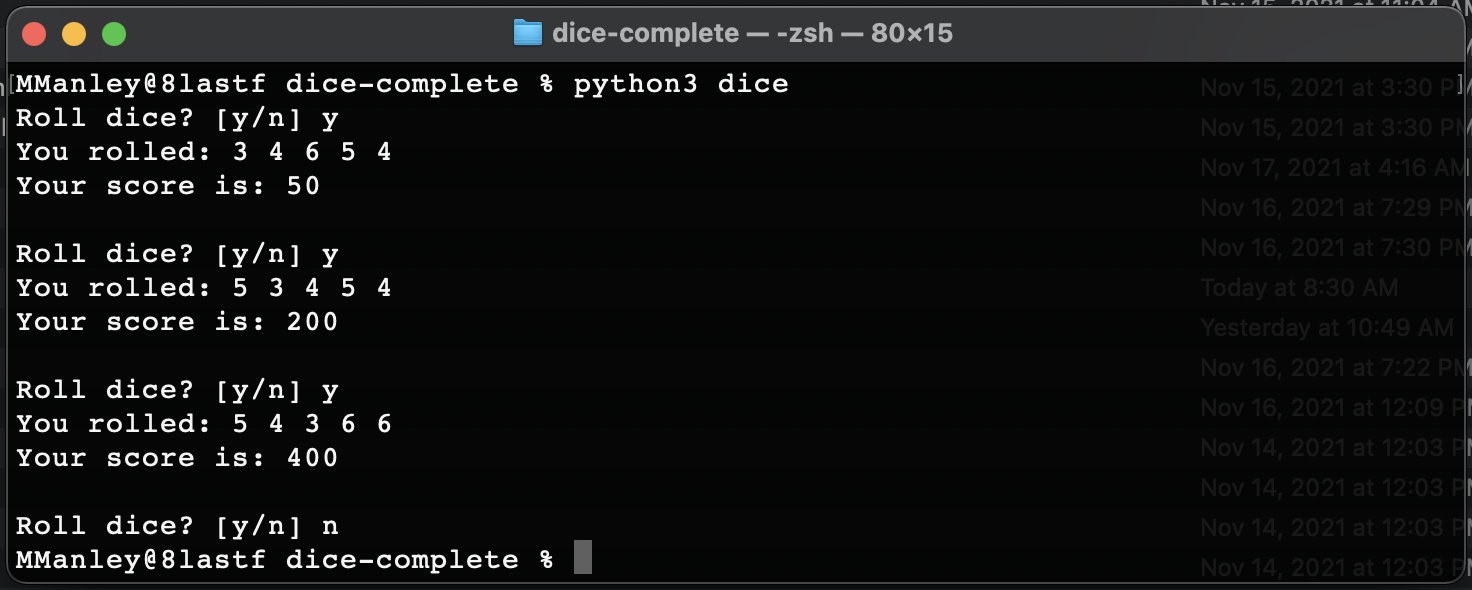 dice-complete — -zsh — 80×15
MManley@8lastf dice-complete % python3 dice
Roll dice? [y/n] y
You rolled: 3 4 6 5 4
Your score is: 50
Roll dice? [y/n] y
You rolled: 5 3 4 5 4
Your score is: 200
Roll dice? [y/n] y
You rolled: 5 4 3 6 6
Your score is: 400
Roll dice? [y/n] n
MManley@8lastf dice-complete %
Nov 15, 2021 at 3:30 PM
Nov 15, 2021 at 3:30 PM
Nov 17, 2021 at 4:16 AM
Nov 16, 2021 at 7:29 PM
Nov 16, 2021 at 7:30 PM
Today at 8:30 AM
Yesterday at 10:49 AM
Nov 16, 2021 at 7:22 PM
Nov 16, 2021 at 12:09 PM
Nov 14, 2021 at 12:03 PM
Nov 14, 2021 at 12:03 PM
Nov 14, 2021 at 12:03 PM
Nov 14, 2021 at 12:03 PM